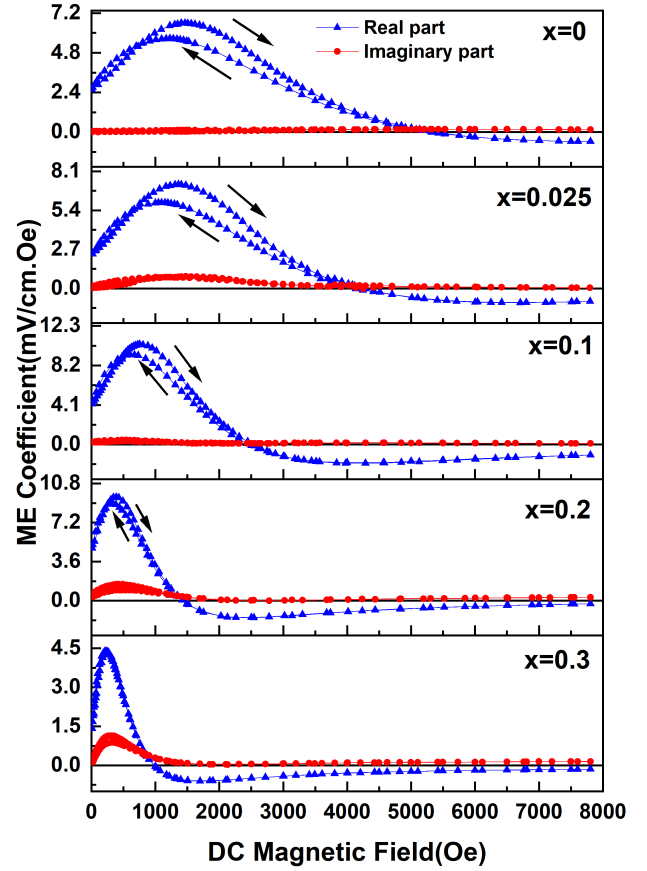 7.2
4.8
2.4
0.0
Real part
Imaginary part
x=0
8.1
5.4
2.7
0.0
x=0.025
12.3
8.2
4.1
0.0
x=0.1
10.8
7.2
3.6
0.0
x=0.2
4.5
3.0
1.5
0.0
x=0.3
ME Coefficient(mV/cm.Oe)
0 1000 2000 3000 4000 5000 6000 7000 8000
DC Magnetic Field(Oe)